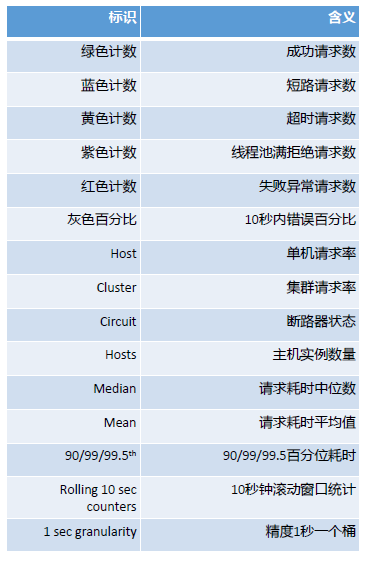 标识 含义
绿色计数 成功请求数
蓝色计数 短路请求数
黄色计数 超时请求数
紫色计数 线程池满拒绝请求数
红色计数 失败异常请求数
灰色百分比 10秒内错误百分比
Host 单机请求率
Cluster 集群请求率
Circuit 断路器状态
Hosts 主机实例数量
Median 请求耗时中位数
Mean 请求耗时平均值
90/99/99.5th 90/99/99.5百分位耗时
Rolling 10 sec 10秒钟滚动窗口统计
counters
1 sec granularity 精度1秒一个桶